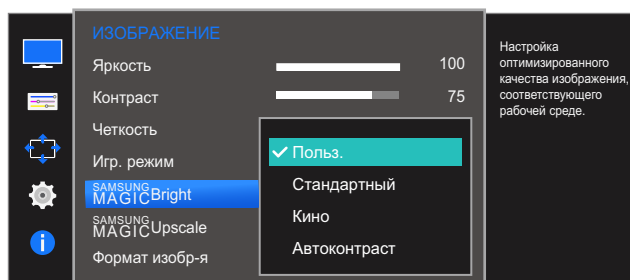 ИЗОБРАЖЕНИЕ
Яркость 100
Контраст 75
Четкость
Игр. режим
SAMSUNG MAGIC Bright
SAMSUNG MAGIC Upscale
Формат изобр-я
Польз.
Стандартный
Кино
Автоконтраст
Настройка
оптимизированного
качества изображения,
соответствующего
рабочей среде.